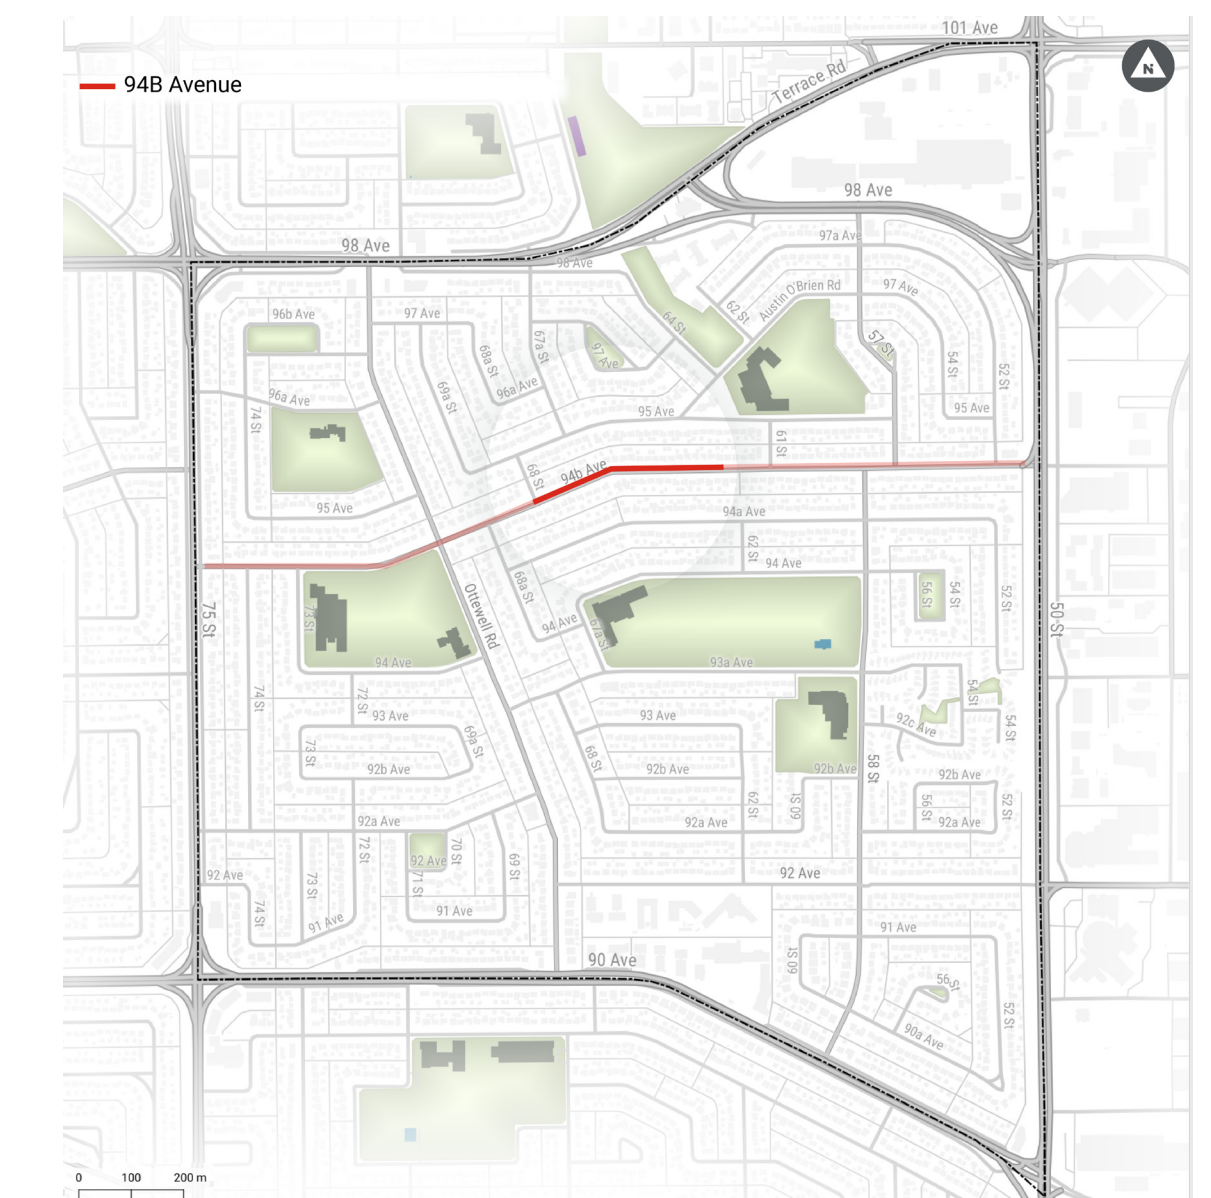 101 Ave
N
94B Avenue
Terrace Rd
98 Ave
98 Ave
97a Ave
98 Ave
Austin O'Brien Rd
97 Ave
62 St
64 St
96b Ave
97 Ave
67a St
57 St
68a St
97 Ave
54 St
52 St
96a Ave
69a St
96a Ave
74 St
95 Ave
95 Ave
61 St
94b Ave
68 St
95 Ave
94a Ave
62 St
94 Ave
68a St
56 St
54 St
52 St
75 St
73 St
Ottewell Rd
94 Ave
67a St
50 St
94 Ave
93a Ave
74 St
72 St
54 St
93 Ave
93 Ave
92c Ave
54 St
69a St
73 St
68 St
92b Ave
92b Ave
92b Ave
58 St
92b Ave
62 St
60 St
56 St
52 St
92a Ave
92a Ave
92a Ave
72 St
70 St
92 Ave
69 St
92 Ave
92 Ave
73 St
71 St
74 St
91 Ave
91 Ave
91 Ave
90 Ave
60 St
56 St
52 St
90a Ave
0 100 200 m